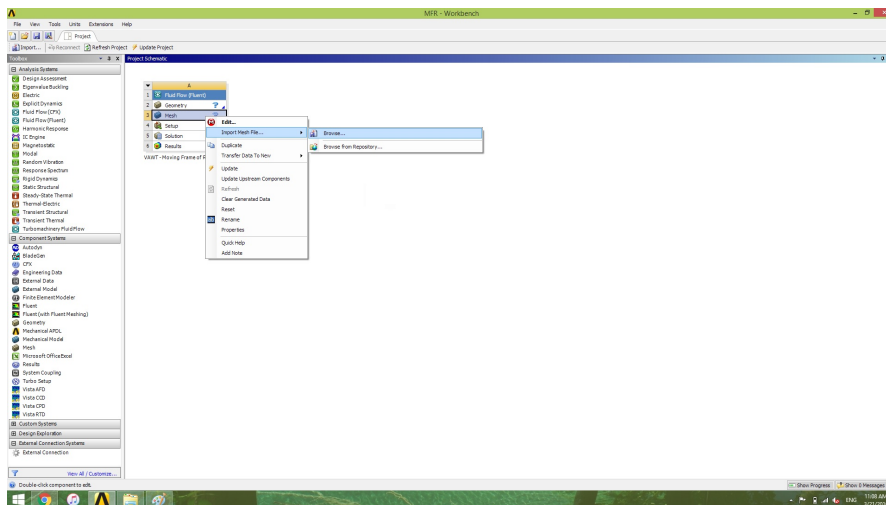 MFR - Workbench
File View Tools Units Extensions Help
Project
Import... Reconnect Refresh Project Update Project
Toolbox
Project Schematic
Analysis Systems
Design Assessment
Eigenvalue Buckling
Electric
Explicit Dynamics
Fluid Flow (CFX)
Fluid Flow (Fluent)
Harmonic Response
IC Engine
Magnetostatic
Modal
Random Vibration
Response Spectrum
Rigid Dynamics
Static Structural
Steady-State Thermal
Thermal-Electric
Transient Structural
Transient Thermal
Turbomachinery Fluid Flow
Component Systems
Autodyn
BladeGen
CFX
Engineering Data
External Data
External Model
Finite Element Modeler
Fluent
Fluent (with Fluent Meshing)
Geometry
Mechanical APDL
Mechanical Model
Mesh
Microsoft Office Excel
Results
System Coupling
Turbo Setup
Vista AFD
Vista CCD
Vista CPD
Vista RTD
Custom Systems
Design Exploration
External Connection Systems
External Connection
View All / Customize...
A
1 Fluid Flow (Fluent)
2 Geometry ?
3 Mesh
4 Setup
5 Solution
6 Results
VAWT - Moving Frame of R
Edit...
Import Mesh File...
Duplicate
Transfer Data To New
Update
Update Upstream Components
Refresh
Clear Generated Data
Reset
Rename
Properties
Quick Help
Add Note
Browse...
Browse from Repository...
Double-click component to edit.
Show Progress Show 0 Messages
ENG 11:08 AM